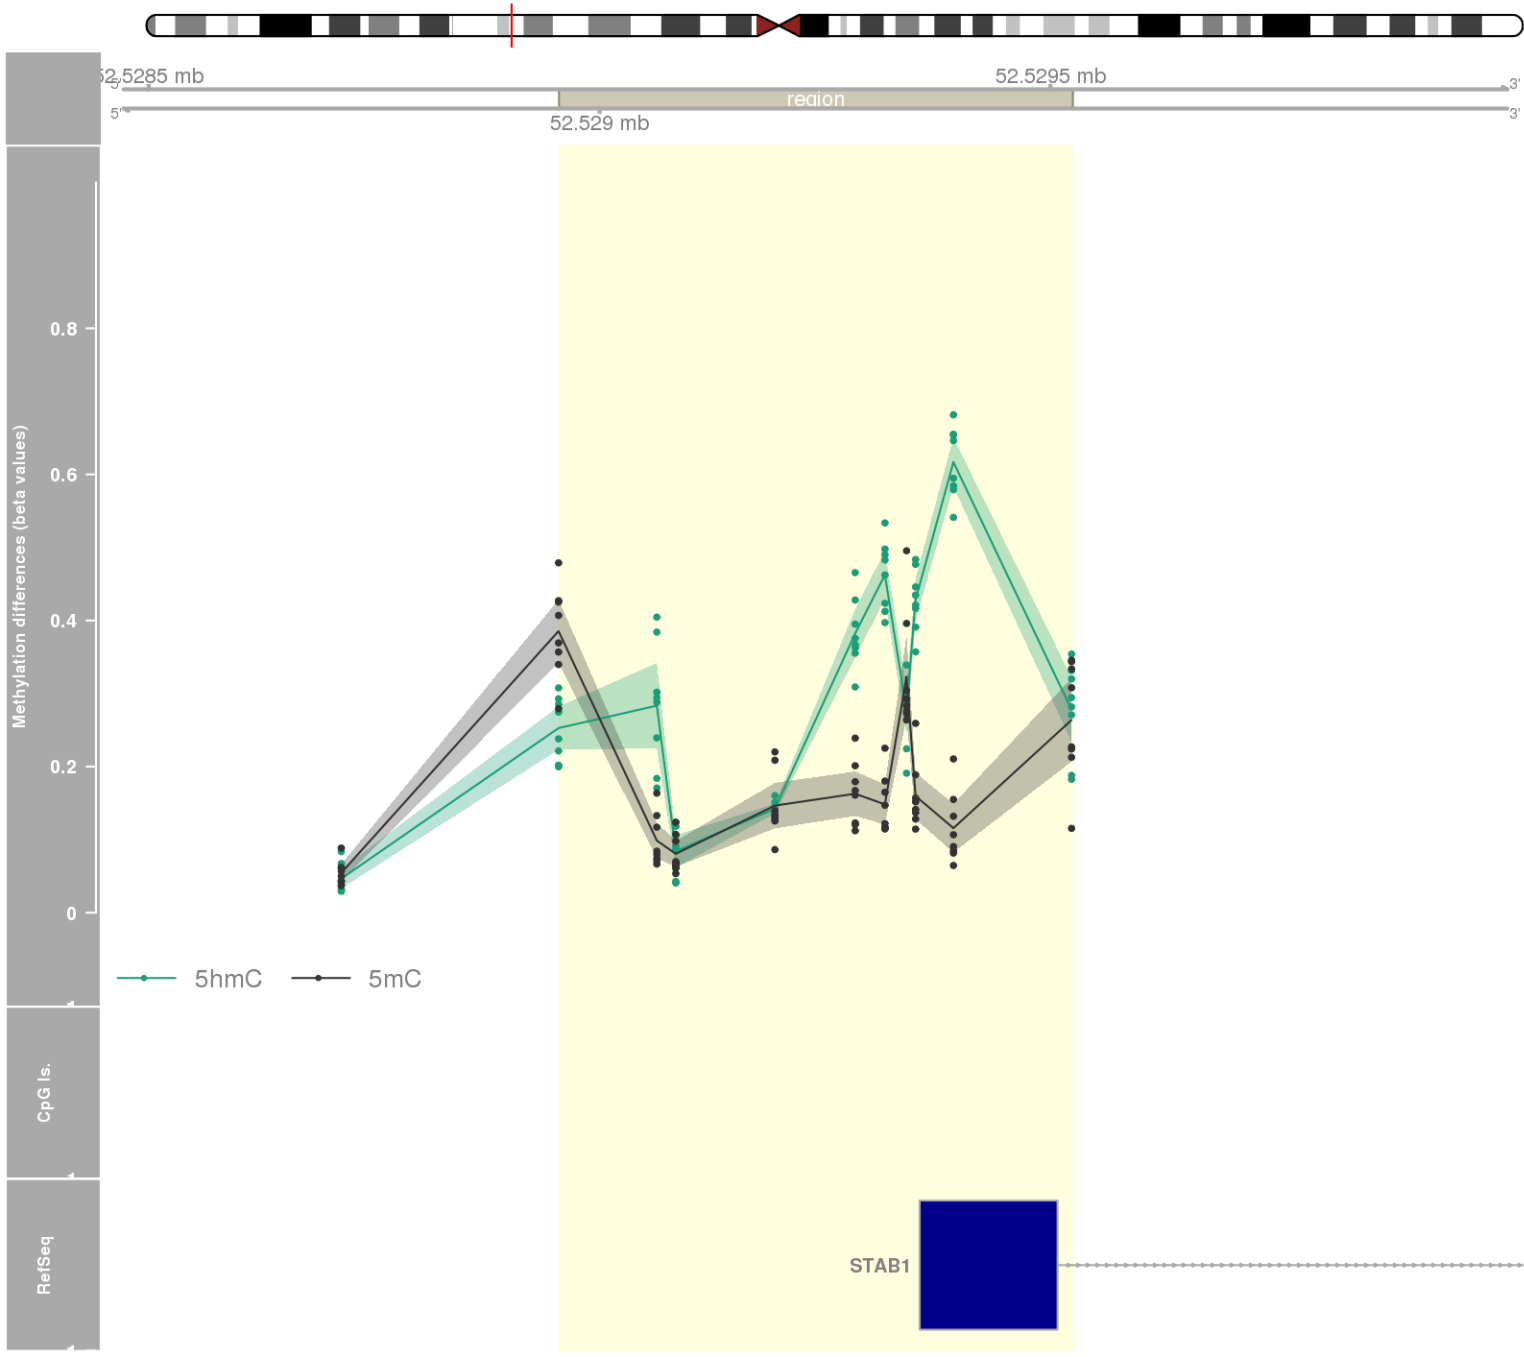 52.5285 mb
52.5295 mb
5'
3'
region
5'
3'
52.529 mb
Methylation differences (beta values)
0.8
0.6
0.4
0.2
0
5hmC
5mC
CpG Is.
RefSeq
STAB1